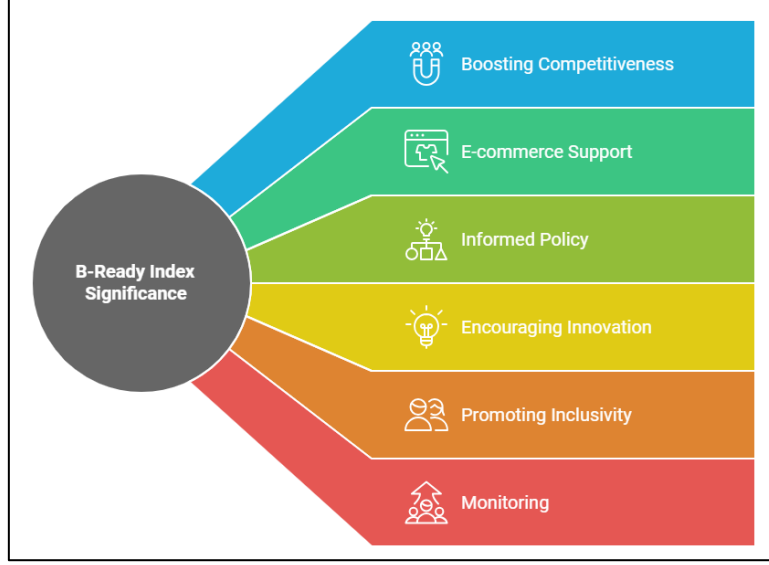 B-Ready Index
Significance
Boosting Competitiveness
E-commerce Support
Informed Policy
Encouraging Innovation
Promoting Inclusivity
Monitoring